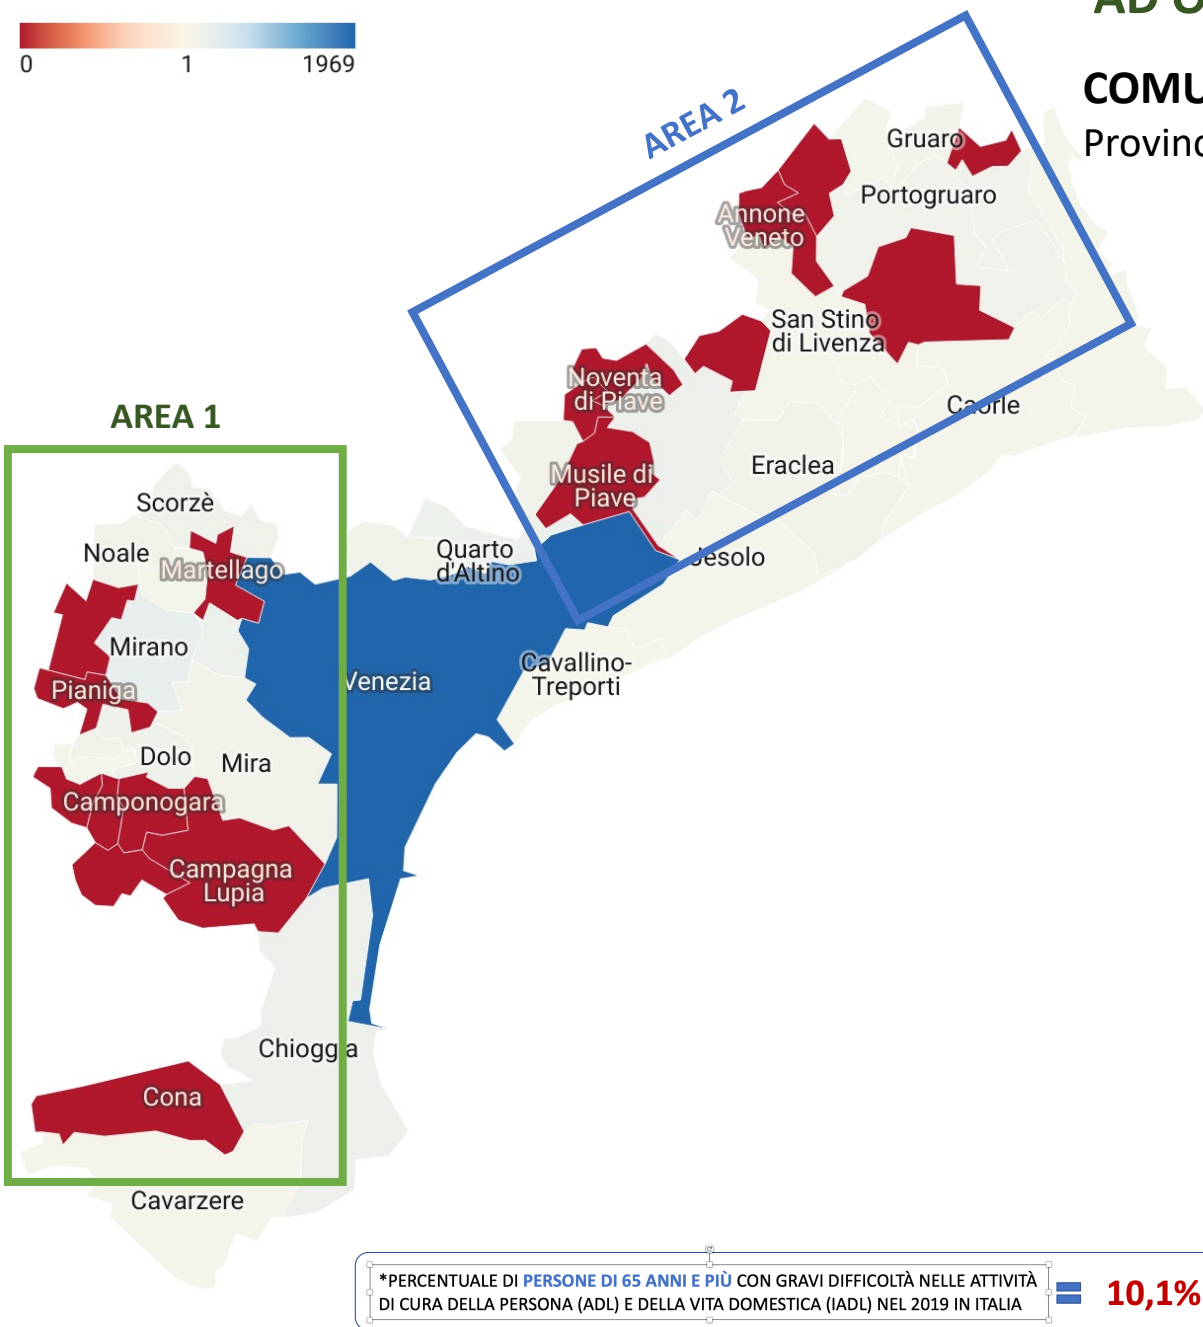 AD O
COMU
Provinc
0 1 1969
AREA 2
Gruaro
Portogruaro
Annone
Veneto
San Stino
di Livenza
Noventa
di Piave
Caorle
AREA 1
Musile di
Piave
Eraclea
Scorzè
Noale
Martellago
Quarto
d'Altino
Jesolo
Mirano
Pianiga
Venezia
Cavallino-
Treporti
Dolo
Mira
Camponogara
Campagna
Lupia
Chioggia
Cona
Cavarzere
*PERCENTUALE DI PERSONE DI 65 ANNI E PIÙ CON GRAVI DIFFICOLTÀ NELLE ATTIVITÀ
DI CURA DELLA PERSONA (ADL) E DELLA VITA DOMESTICA (IADL) NEL 2019 IN ITALIA
= 10,1%